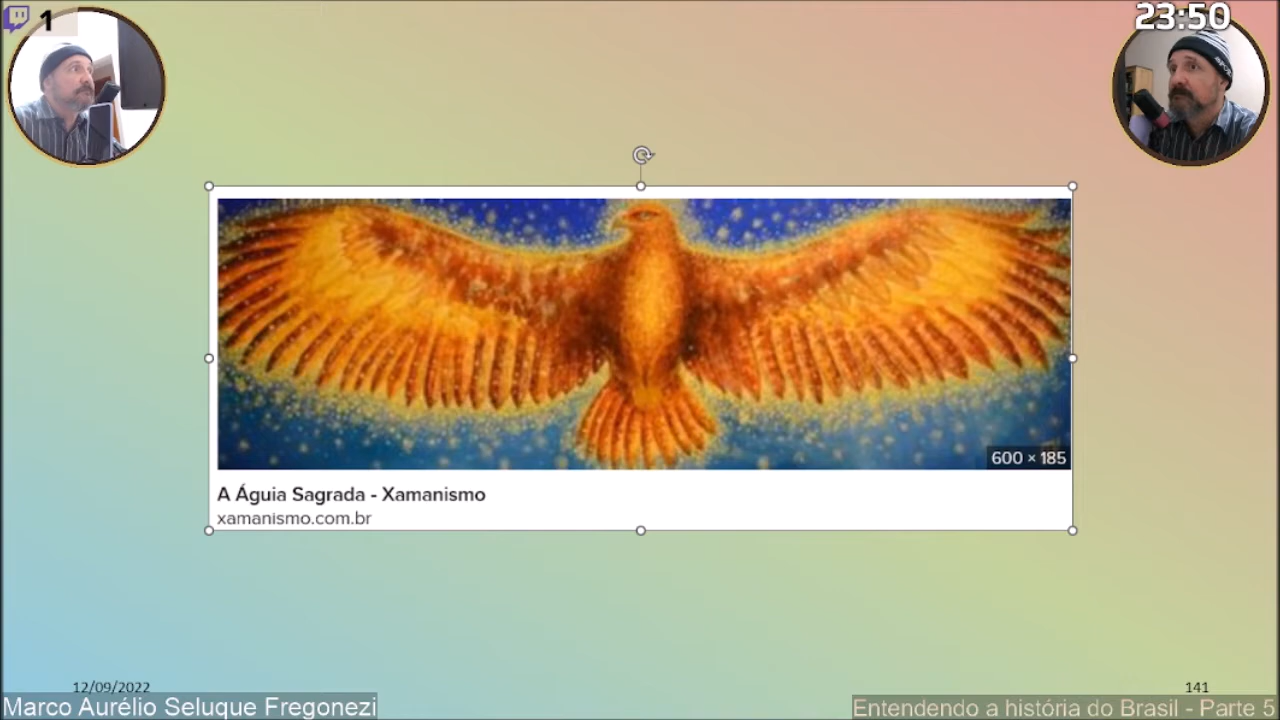 1
23:50
600 × 185
A Águia Sagrada - Xamanismo
xamanismo.com.br
12/09/2022
141
Marco Aurélio Seluque Fregonezi
Entendendo a história do Brasil - Parte 5